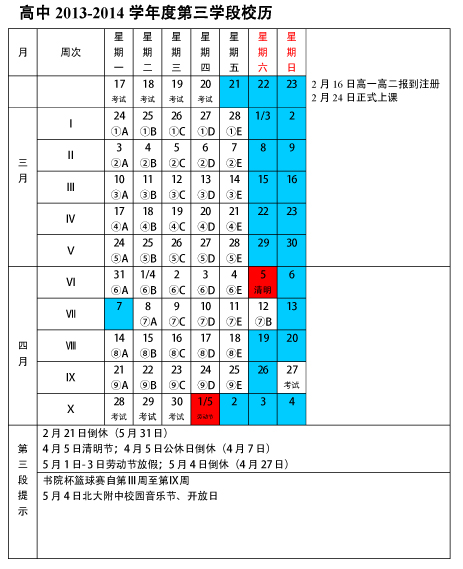 高中 2013-2014 学年度第三学段校历
月 周次 星期一 星期二 星期三 星期四 星期五 星期六 星期日
17 考试 18 考试 19 考试 20 考试 21 22 23
2 月 16 日高一高二报到注册
2 月 24 日正式上课
三月
I 24 ①A 25 ①B 26 ①C 27 ①D 28 ①E 1/3 2
II 3 ②A 4 ②B 5 ②C 6 ②D 7 ②E 8 9
III 10 ③A 11 ③B 12 ③C 13 ③D 14 ③E 15 16
IV 17 ④A 18 ④B 19 ④C 20 ④D 21 ④E 22 23
V 24 ⑤A 25 ⑤B 26 ⑤C 27 ⑤D 28 ⑤E 29 30
四月
VI 31 ⑥A 1/4 ⑥B 2 ⑥C 3 ⑥D 4 ⑥E 5 清明 6
VII 7 8 ⑦A 9 ⑦C 10 ⑦D 11 ⑦E 12 ⑦B 13
VIII 14 ⑧A 15 ⑧B 16 ⑧C 17 ⑧D 18 ⑧E 19 20
IX 21 ⑨A 22 ⑨B 23 ⑨C 24 ⑨D 25 ⑨E 26 27 考试
X 28 考试 29 考试 30 考试 1/5 2 3 4
第三段提示
2 月 21 日倒休（5 月 31 日）
4 月 5 日清明节；4 月 5 日公休日倒休（4 月 7 日）
5 月 1 日-3 日劳动节放假；5 月 4 日倒休（4 月 27 日）
书院杯篮球赛自第Ⅲ周至第Ⅸ周
5 月 4 日北大附中校园音乐节、开放日